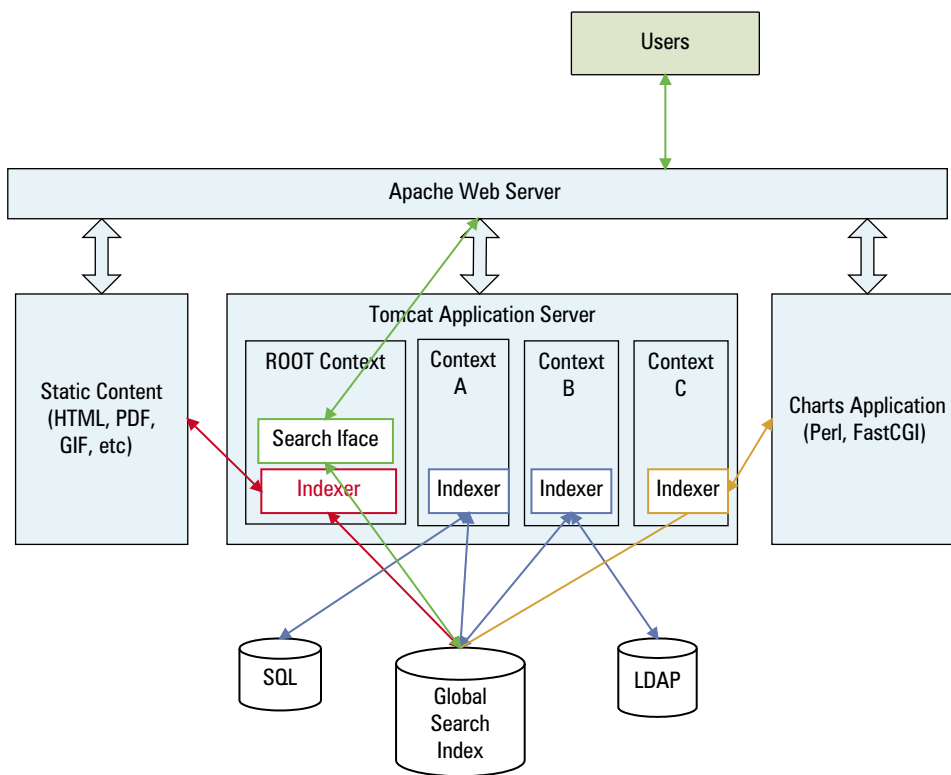 Users
Apache Web Server
Static Content
(HTML, PDF,
GIF, etc)
Tomcat Application Server
ROOT Context
Search Iface
Indexer
Context
A
Indexer
Context
B
Indexer
Context
C
Indexer
Charts Application
(Perl, FastCGI)
SQL
Global
Search
Index
LDAP